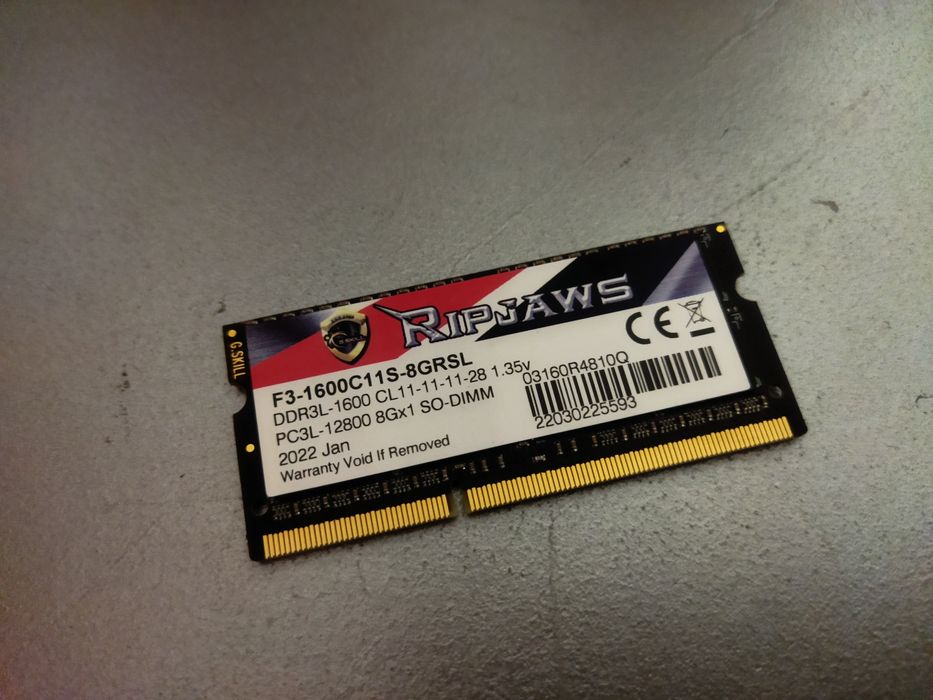 RIPJAWS
G.SKILL
G.SKILL
F3-1600C11S-8GRSL
DDR3L-1600 CL11-11-11-28 1.35v
PC3L-12800 8Gx1 SO-DIMM
2022 Jan
Warranty Void If Removed
CE
03160R4810Q
22030225593